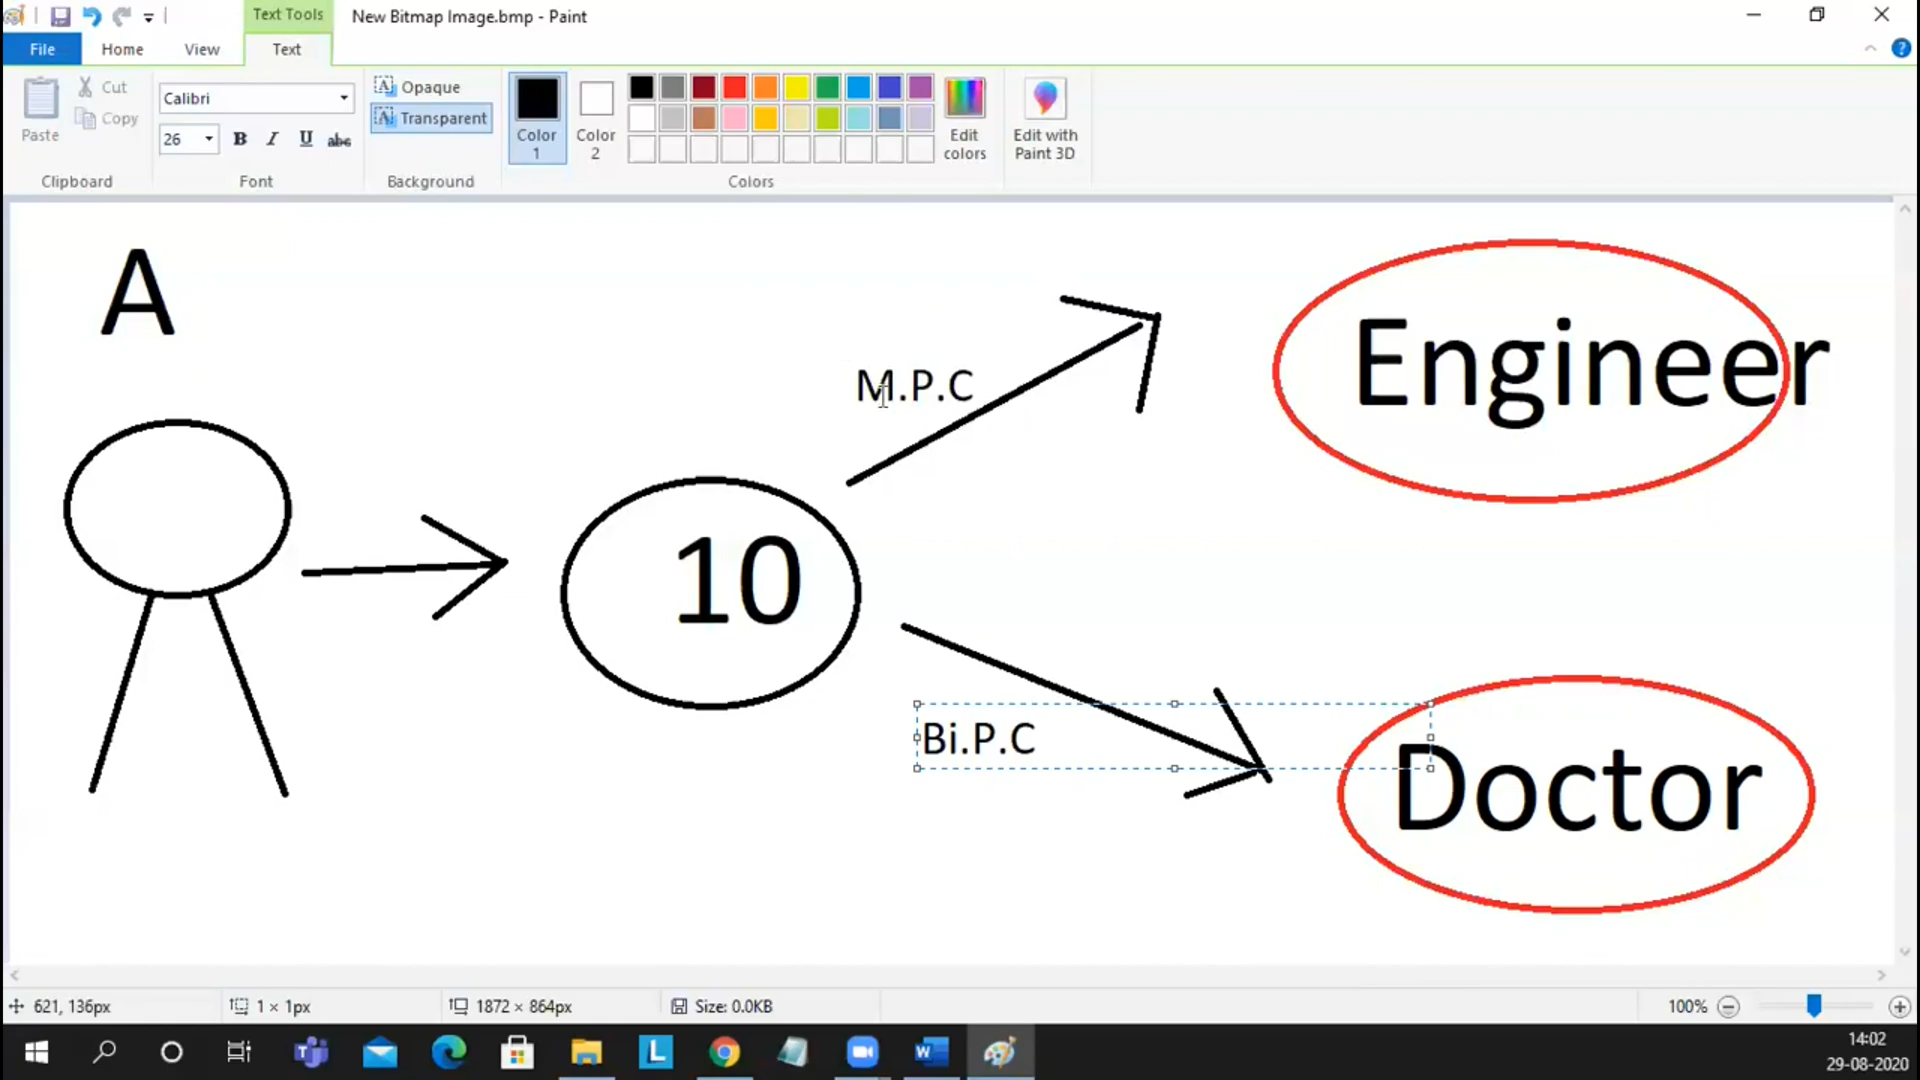 Text Tools
New Bitmap Image.bmp - Paint
File
Home
View
Text
?
Paste
Cut
Copy
Clipboard
Calibri
26
B
I
U
abc
Font
Opaque
Transparent
Background
Color 1
Color 2
Edit colors
Colors
Edit with Paint 3D
A
M.P.C
Engineer
10
Bi.P.C
Doctor
621, 136px
1 × 1px
1872 × 864px
Size: 0.0KB
100%
L
W
14:02
29-08-2020